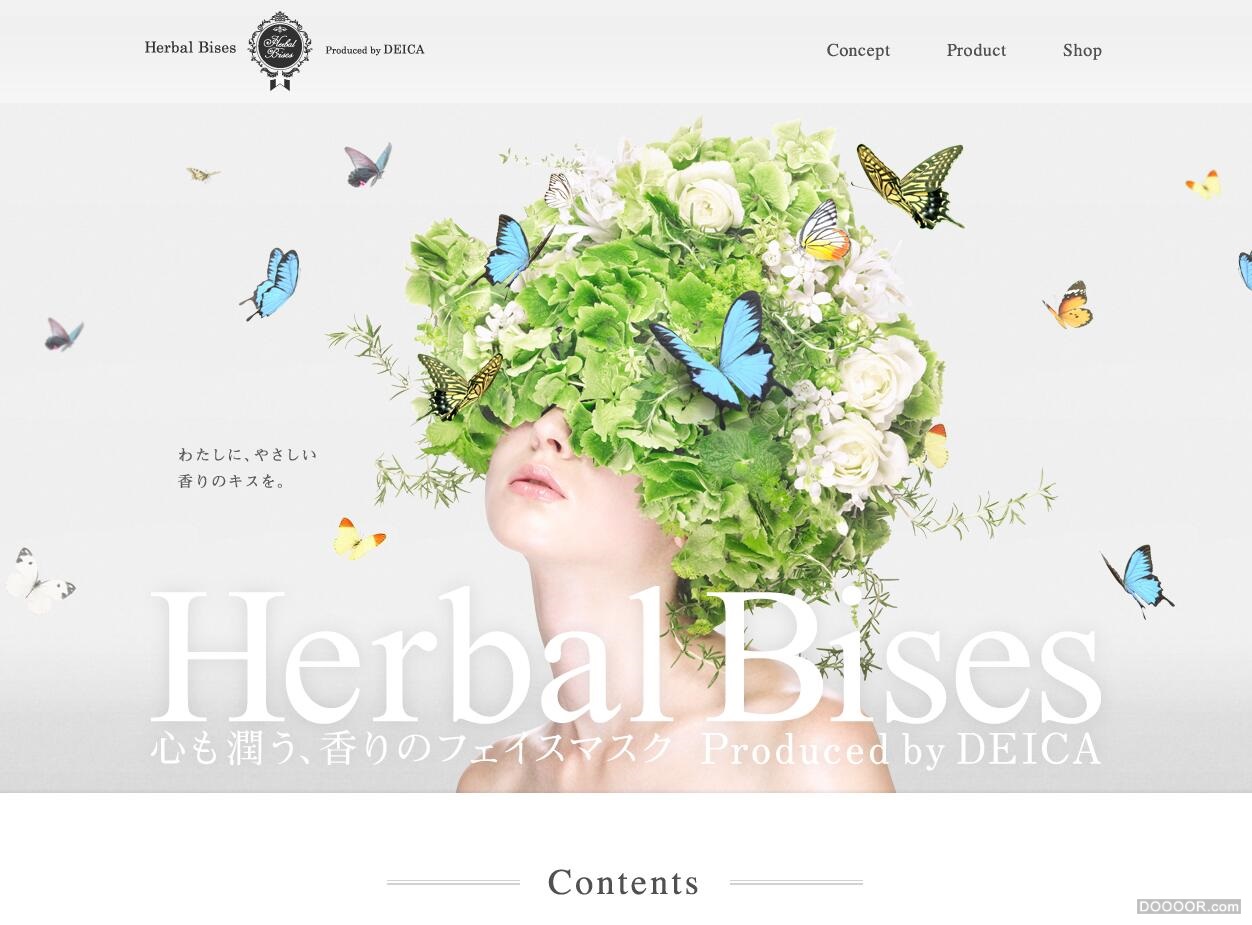 Herbal Bises
Herbal
Bises
Produced by DEICA
Concept
Product
Shop
わたしに、やさしい
香りのキスを。
Herbal Bises
心も潤う、香りのフェイスマスク Produced by DEICA
Contents
DOOOOR.com